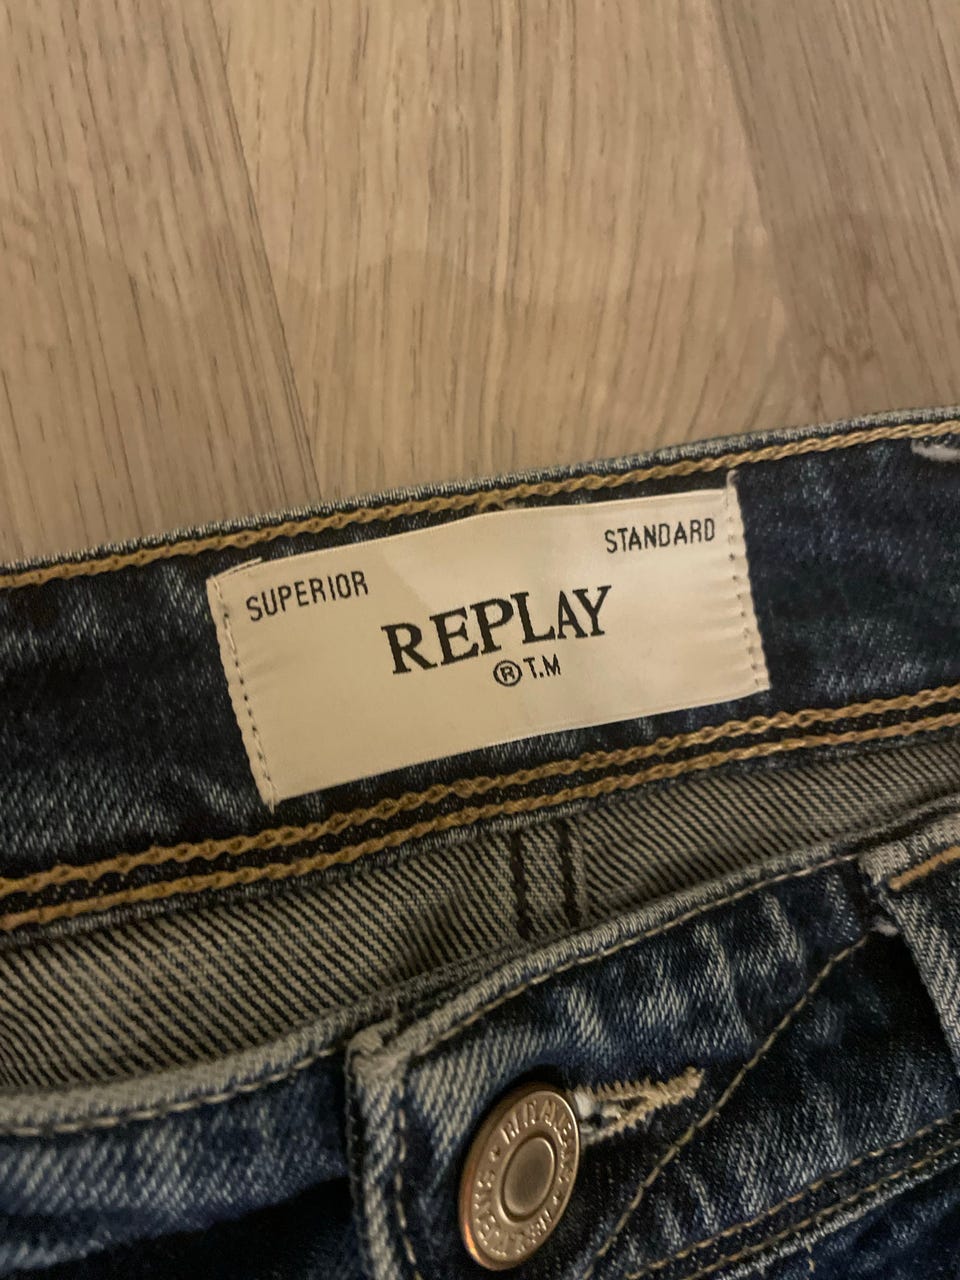 SUPERIOR STANDARD
REPLAY
® T.M